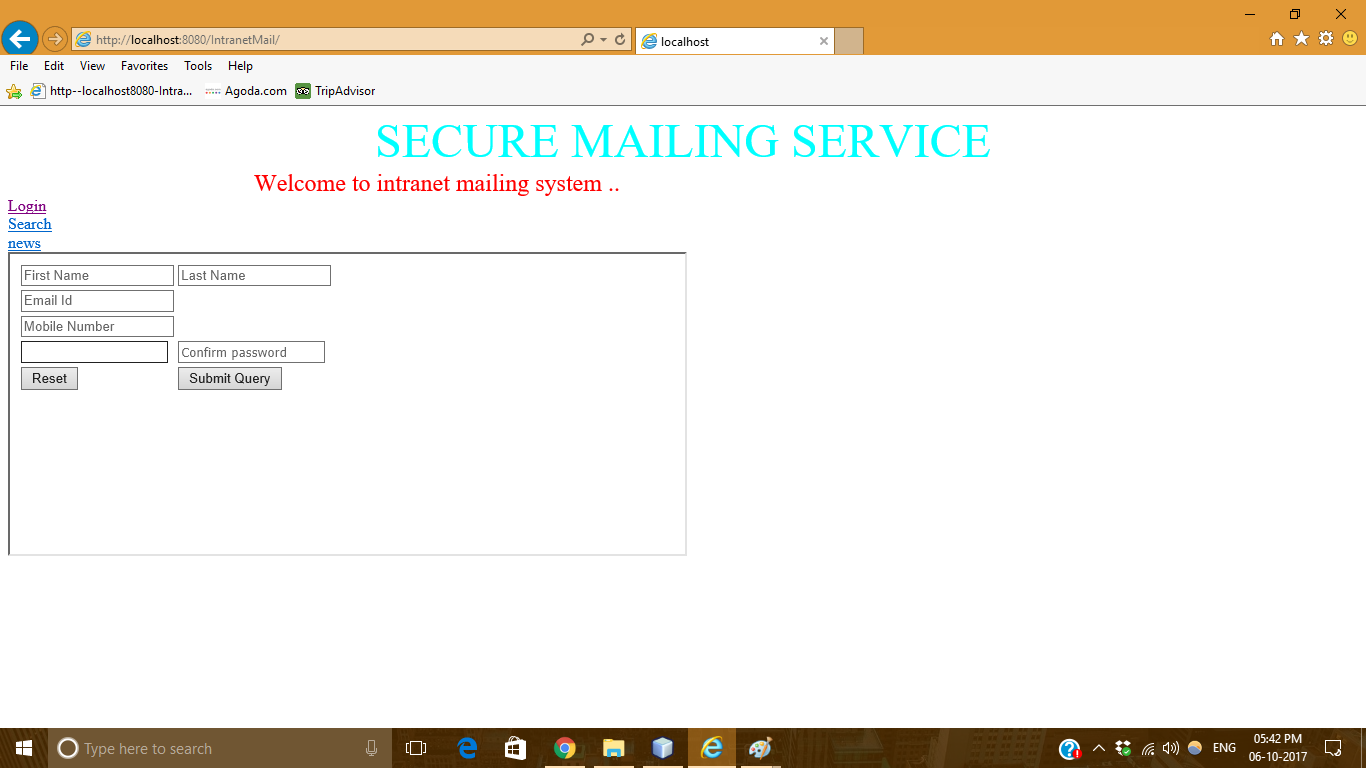 http://localhost:8080/IntranetMail/
localhost
File Edit View Favorites Tools Help
http--localhost8080-Intra... Agoda.com TripAdvisor
SECURE MAILING SERVICE
Welcome to intranet mailing system ..
Login
Search
news
First Name Last Name
Email Id
Mobile Number
Confirm password
Reset Submit Query
Type here to search
ENG
05:42 PM
06-10-2017